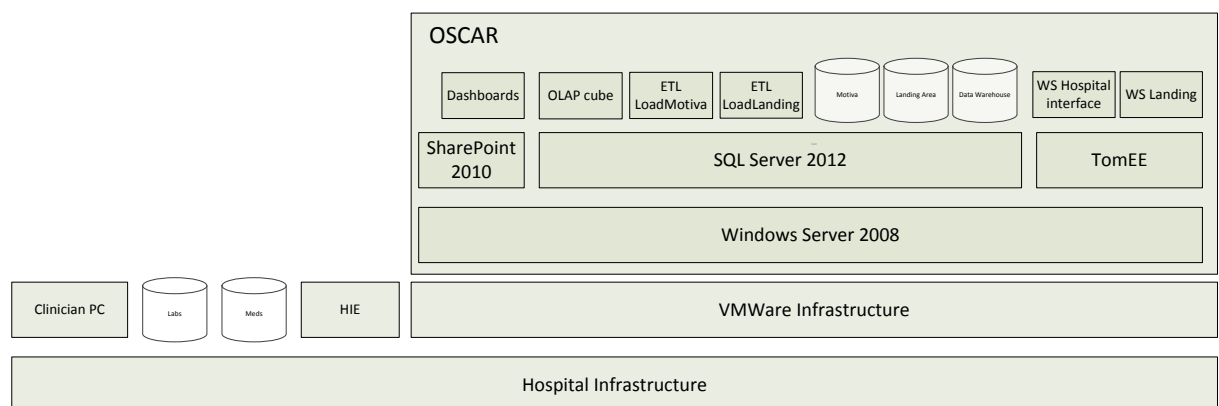 OSCAR
Dashboards
OLAP cube
ETL
LoadMotiva
ETL
LoadLanding
Motiva
Landing Area
Data Warehouse
WS Hospital
interface
WS Landing
SharePoint
2010
SQL Server 2012
TomEE
Windows Server 2008
Clinician PC
Labs
Meds
HIE
VMWare Infrastructure
Hospital Infrastructure